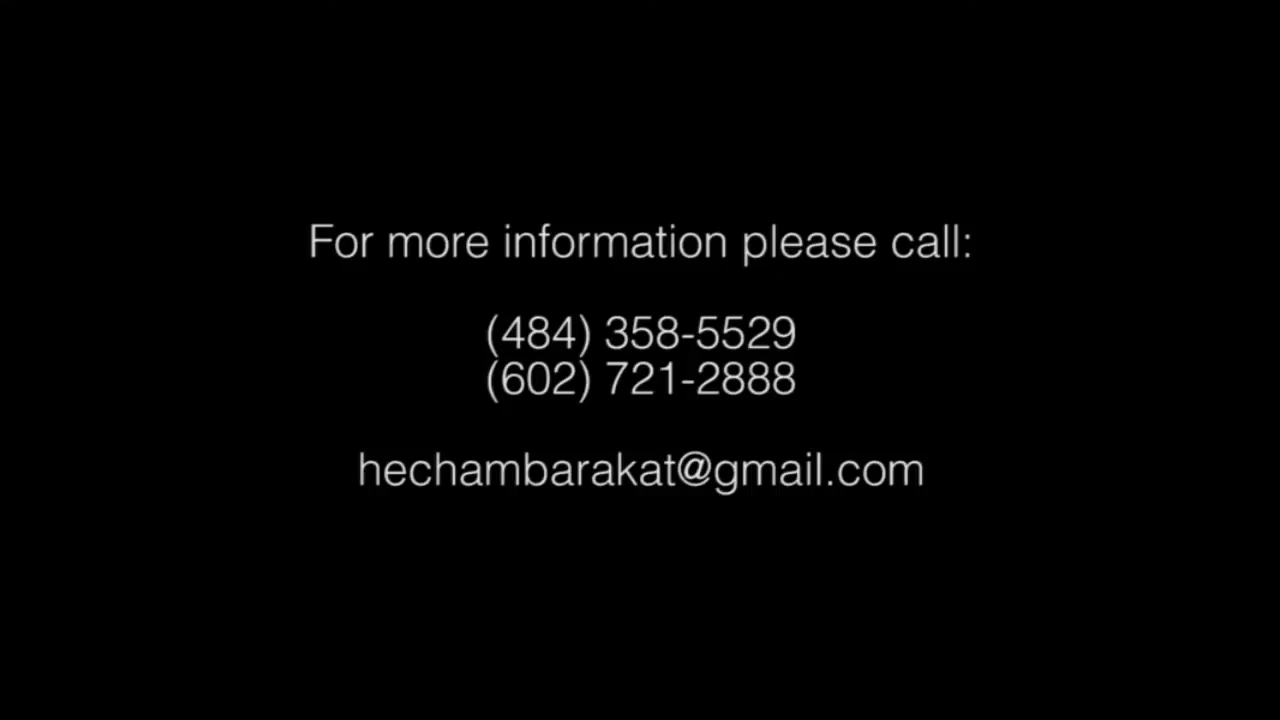 For more information please call:
(484) 358-5529
(602) 721-2888
hechambarakat@gmail.com